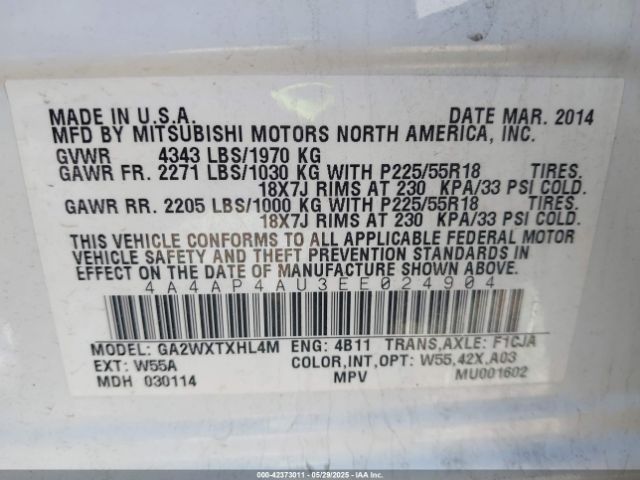 MADE IN U.S.A. DATE MAR. 2014
MFD BY MITSUBISHI MOTORS NORTH AMERICA, INC.
GVWR 4343 LBS/1970 KG
GAWR FR. 2271 LBS/1030 KG WITH P225/55R18 TIRES.
18X7J RIMS AT 230 KPA/33 PSI COLD.
GAWR RR. 2205 LBS/1000 KG WITH P225/55R18 TIRES.
18X7J RIMS AT 230 KPA/33 PSI COLD.
THIS VEHICLE CONFORMS TO ALL APPLICABLE FEDERAL MOTOR
VEHICLE SAFETY AND THEFT PREVENTION STANDARDS IN
EFFECT ON THE DATE OF MANUFACTURE SHOWN ABOVE.
4A4AP4AU3EE024904
MODEL: GA2WXTXHL4M ENG: 4B11 TRANS,AXLE: F1CJA
EXT: W55A COLOR,INT,OPT: W55,42X,A03
MDH 030114 MPV MU001602
000-42373011 - 05/29/2025 - IAAI.COM